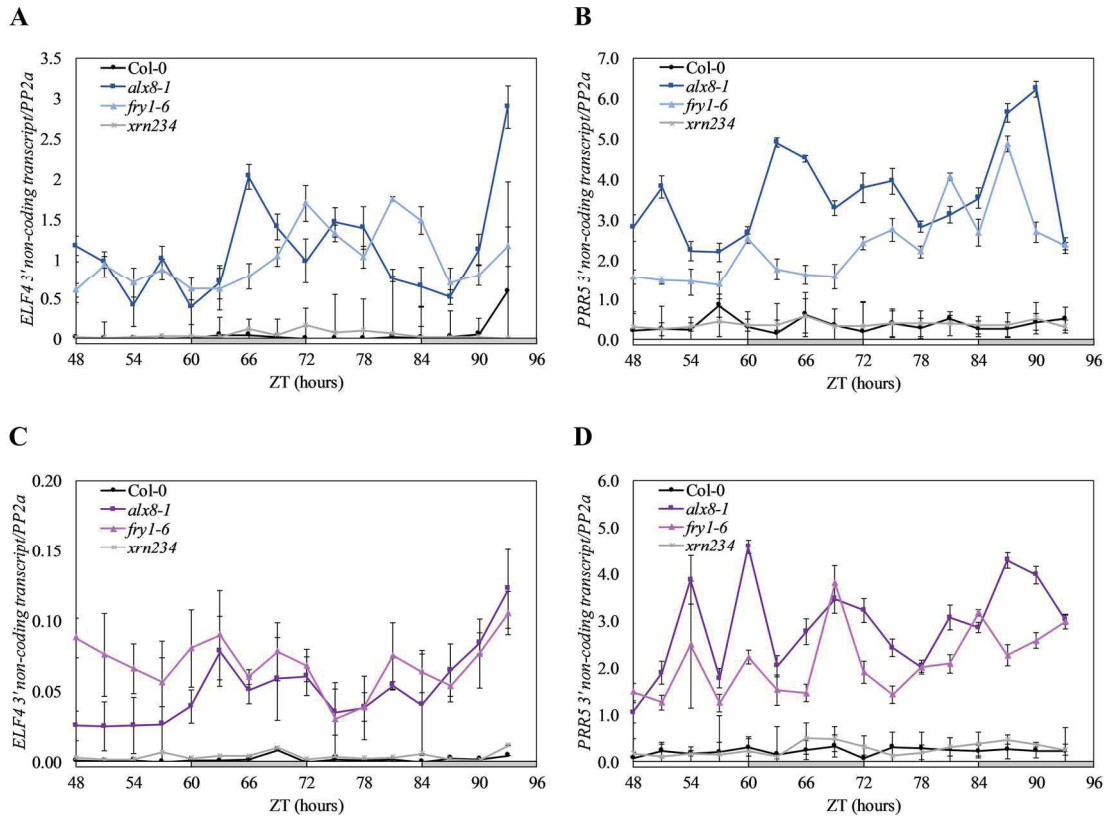 A
ELF4 3'non-coding transcript/PP2a
3.5
3
2.5
2
1.5
1
0.5
0
Col-0
alx8-1
fry1-6
xrn234
48 54 60 66 72 78 84 90 96
ZT (hours)
B
PRR5 3'non-coding transcript/PP2a
7.0
6.0
5.0
4.0
3.0
2.0
1.0
0.0
Col-0
alx8-1
fry1-6
xrn234
48 54 60 66 72 78 84 90 96
ZT (hours)
C
ELF4 3'non-coding transcript/PP2a
0.20
0.15
0.10
0.05
0.00
Col-0
alx8-1
fry1-6
xrn234
48 54 60 66 72 78 84 90 96
ZT (hours)
D
PRR5 3'non-coding transcript/PP2a
6.0
5.0
4.0
3.0
2.0
1.0
0.0
Col-0
alx8-1
fry1-6
xrn234
48 54 60 66 72 78 84 90 96
ZT (hours)